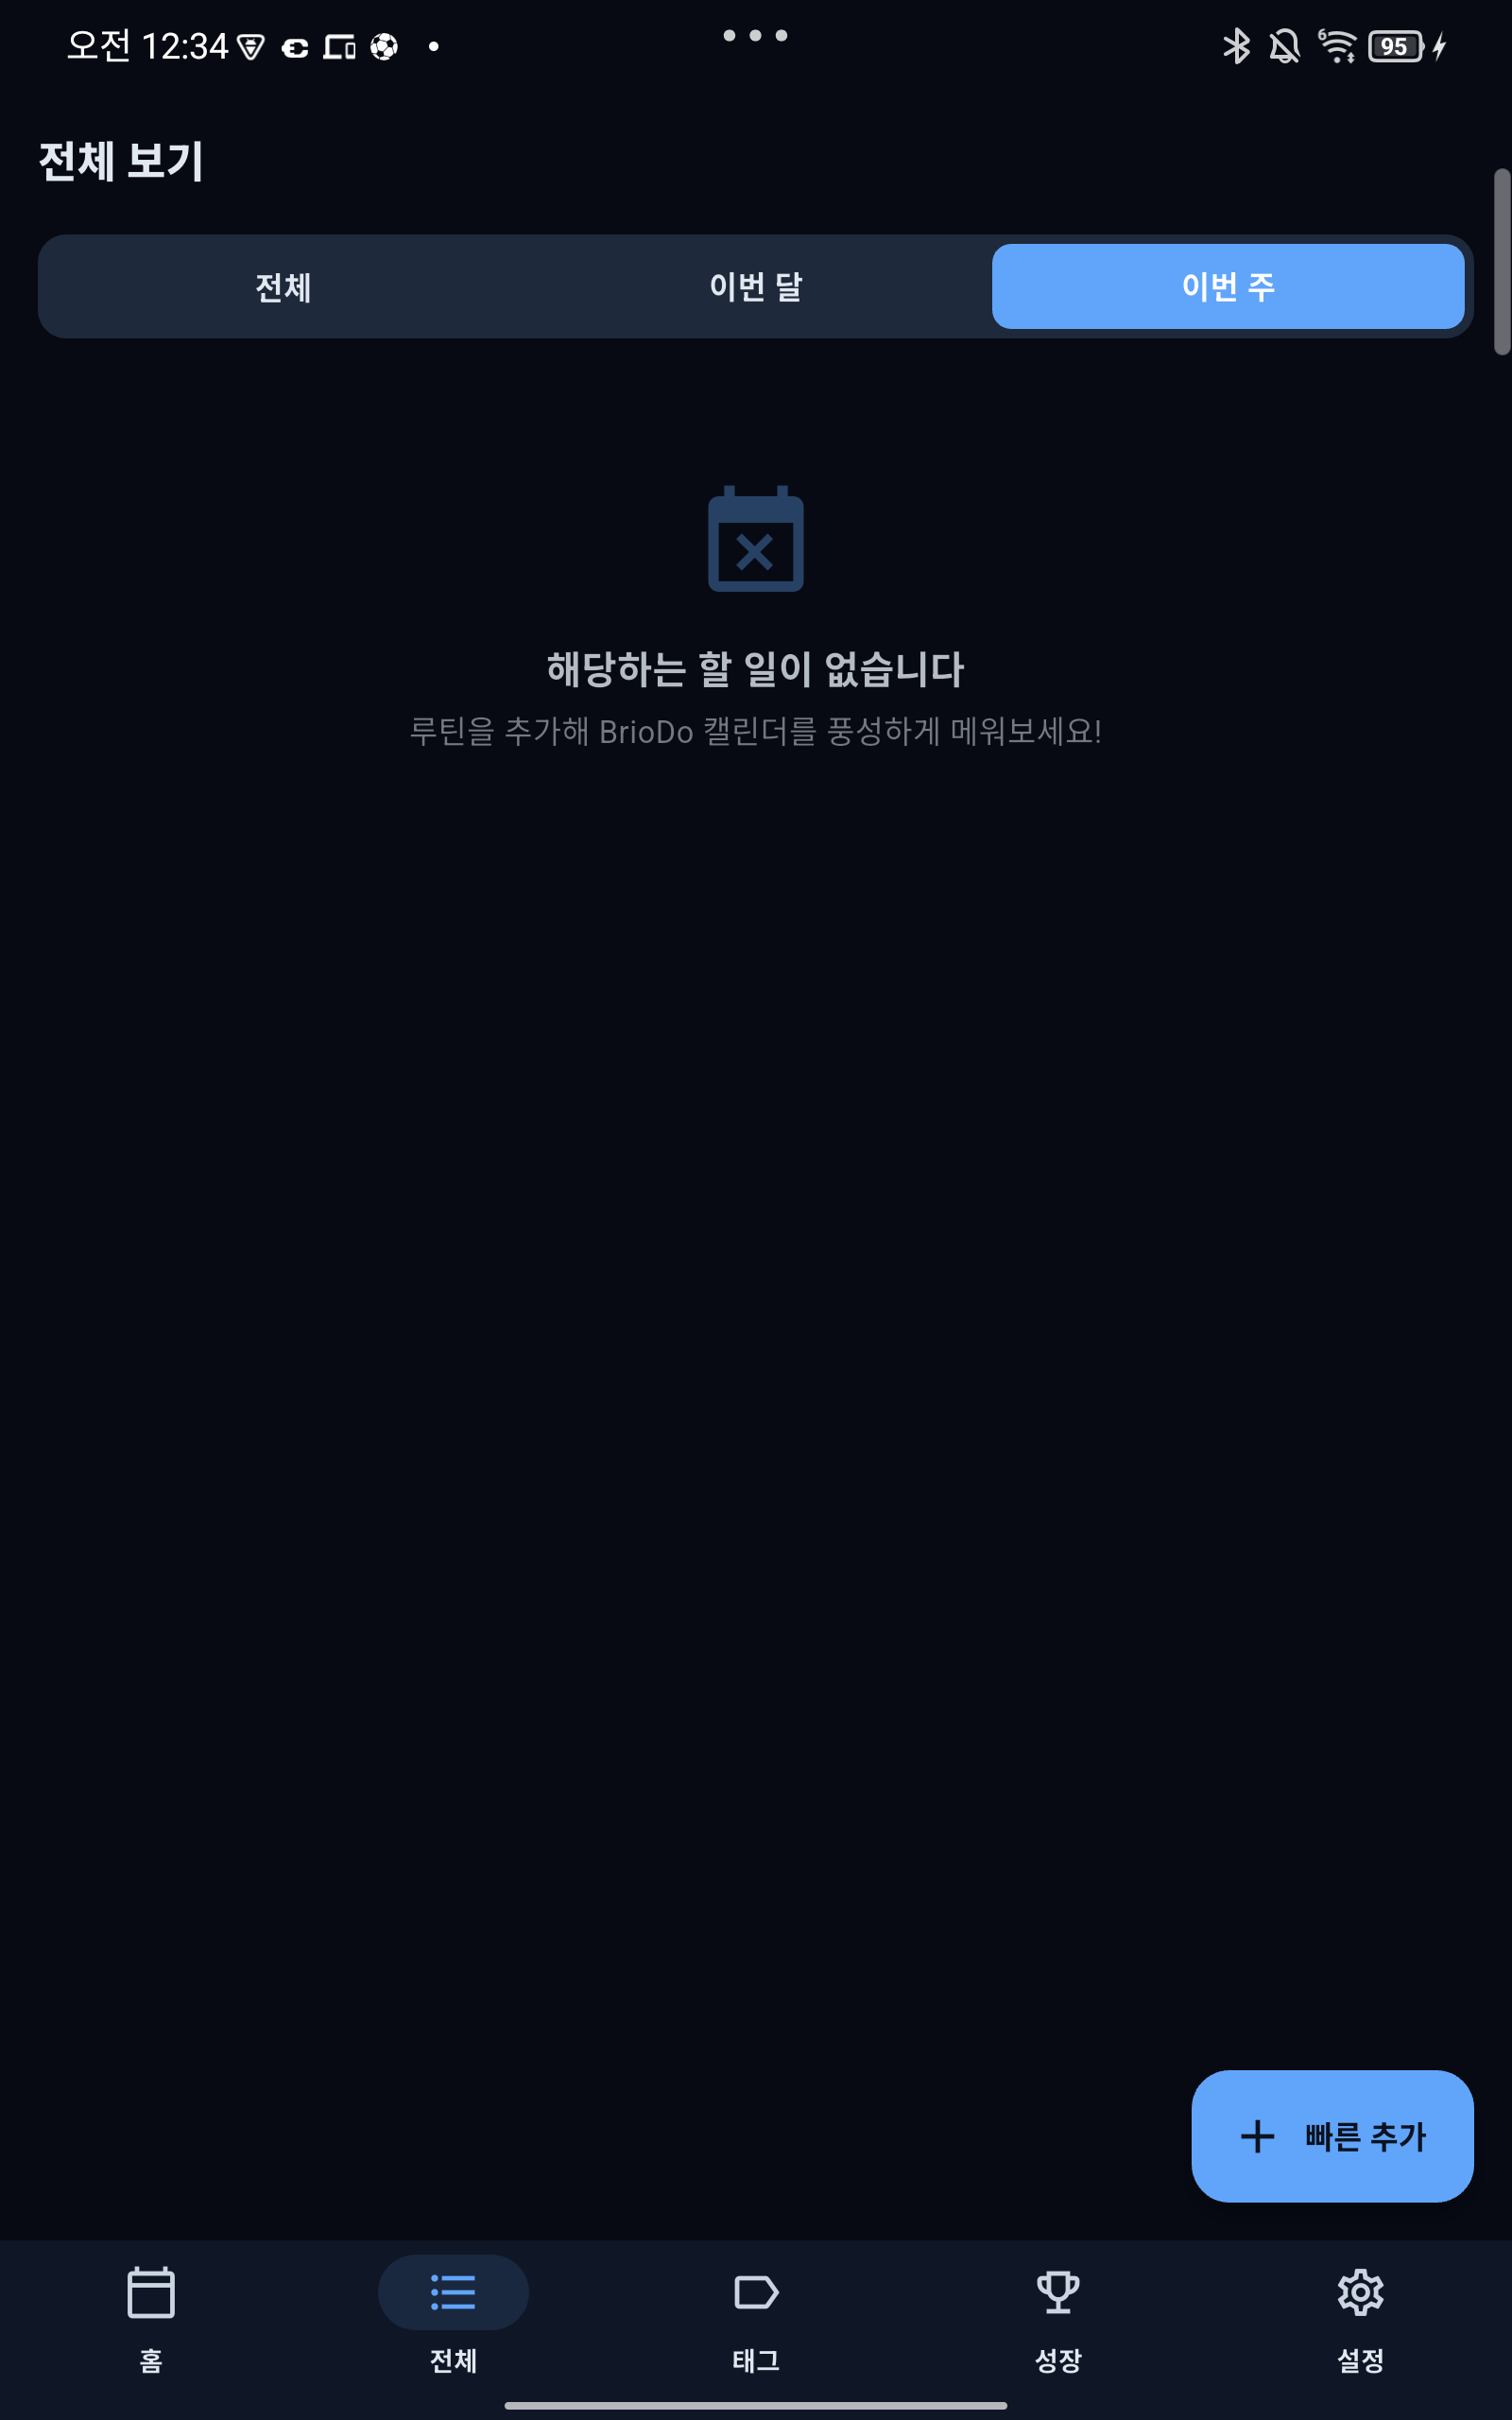 오전 12:34
6
95
전체 보기
전체
이번 달
이번 주
해당하는 할 일이 없습니다
루틴을 추가해 BrioDo 캘린더를 풍성하게 메워보세요!
빠른 추가
홈
전체
태그
성장
설정